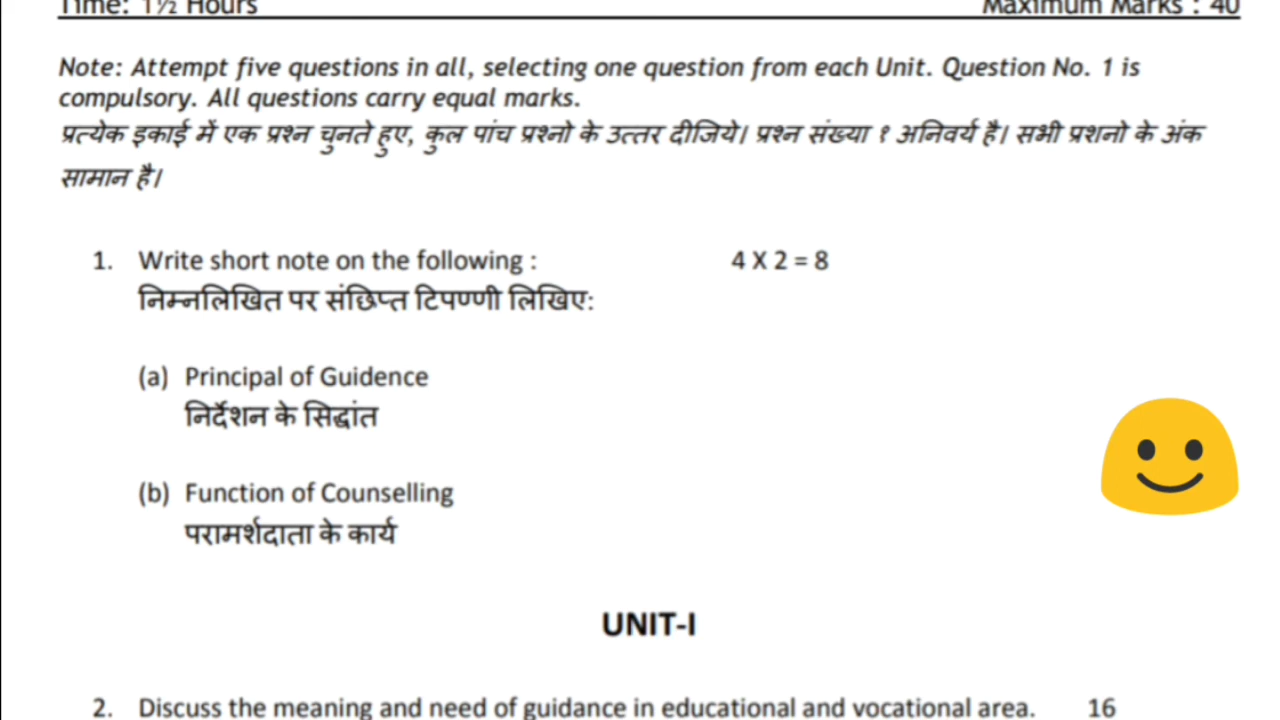 Time: 1½ Hours Maximum Marks : 40
Note: Attempt five questions in all, selecting one question from each Unit. Question No. 1 is
compulsory. All questions carry equal marks.
प्रत्येक इकाई में एक प्रश्न चुनते हुए, कुल पांच प्रश्नो के उत्तर दीजिये। प्रश्न संख्या १ अनिवर्य है। सभी प्रशनो के अंक
सामान है।
1. Write short note on the following : 4 X 2 = 8
निम्नलिखित पर संछिप्त टिपण्णी लिखिए:
(a) Principal of Guidence
निर्देशन के सिद्धांत
(b) Function of Counselling
परामर्शदाता के कार्य
UNIT-I
2. Discuss the meaning and need of guidance in educational and vocational area. 16